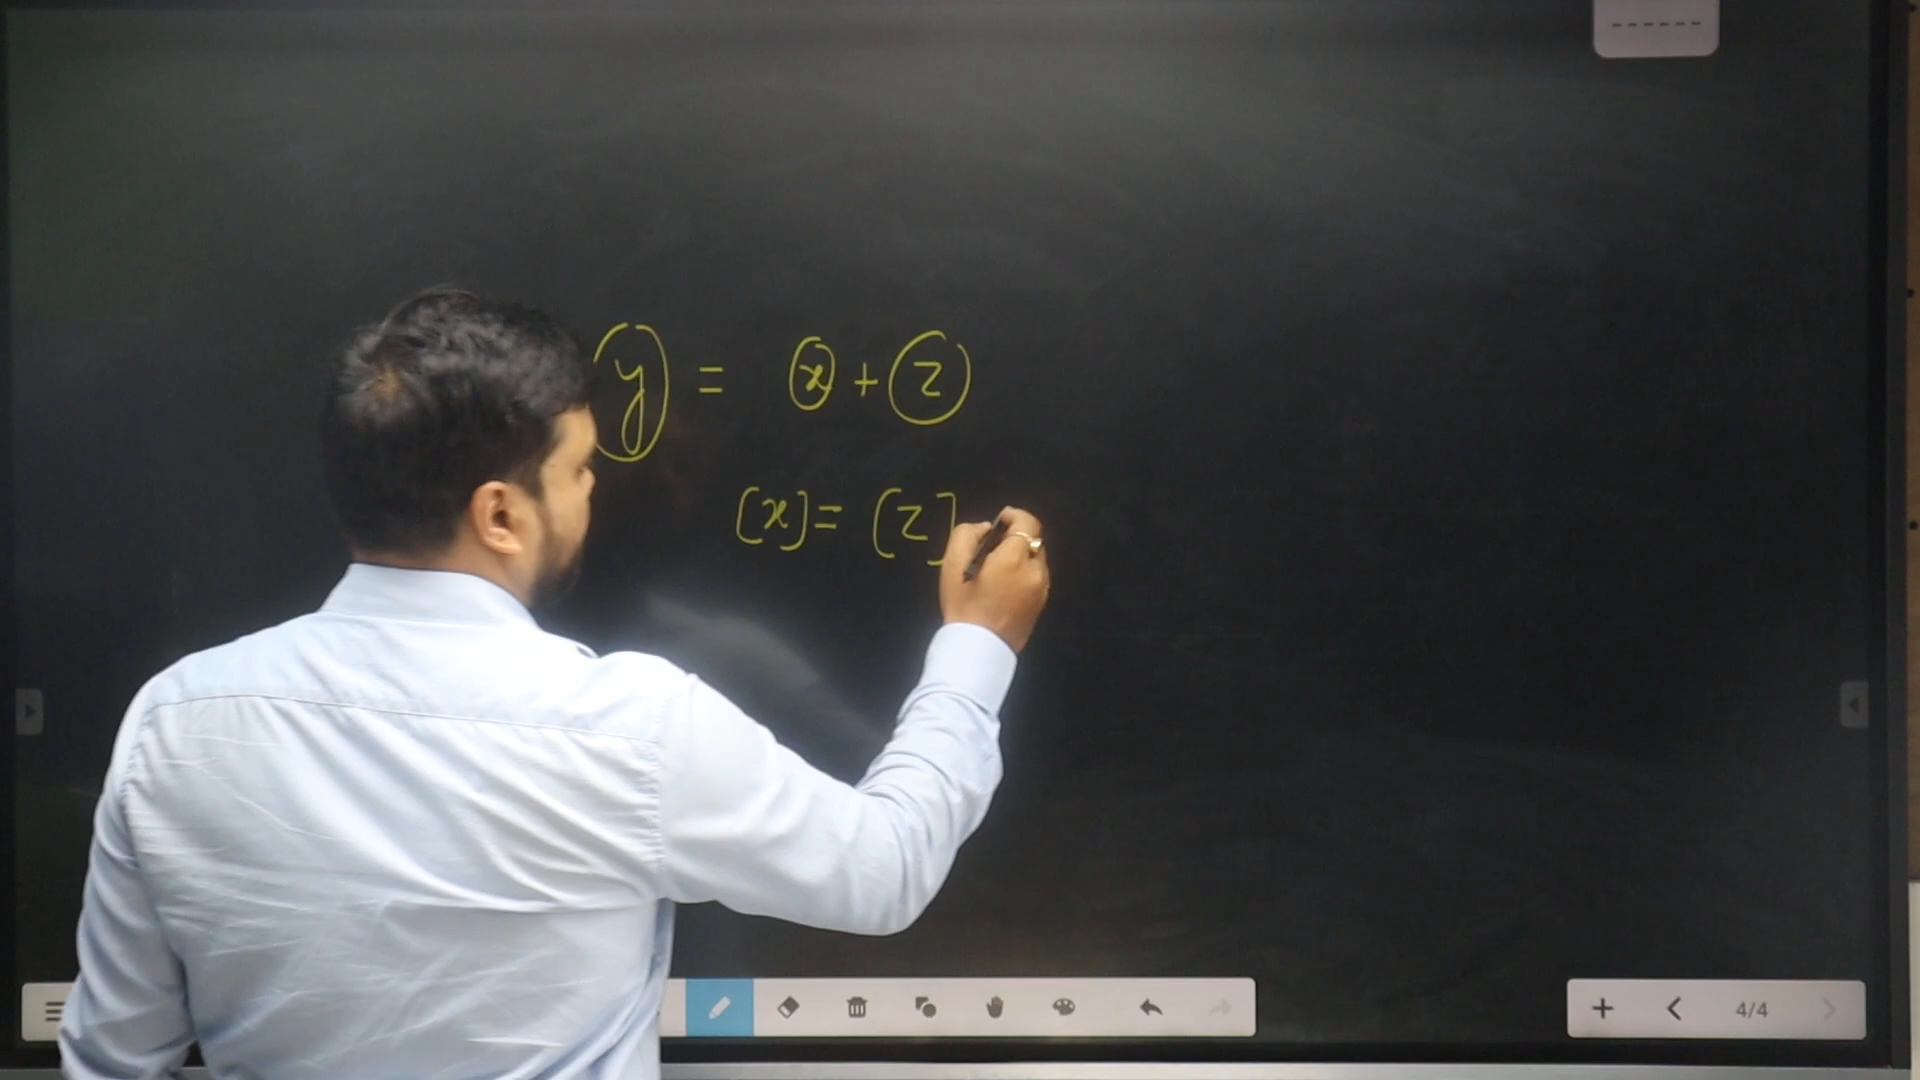 y = x + z
[x] = [z]
4/4